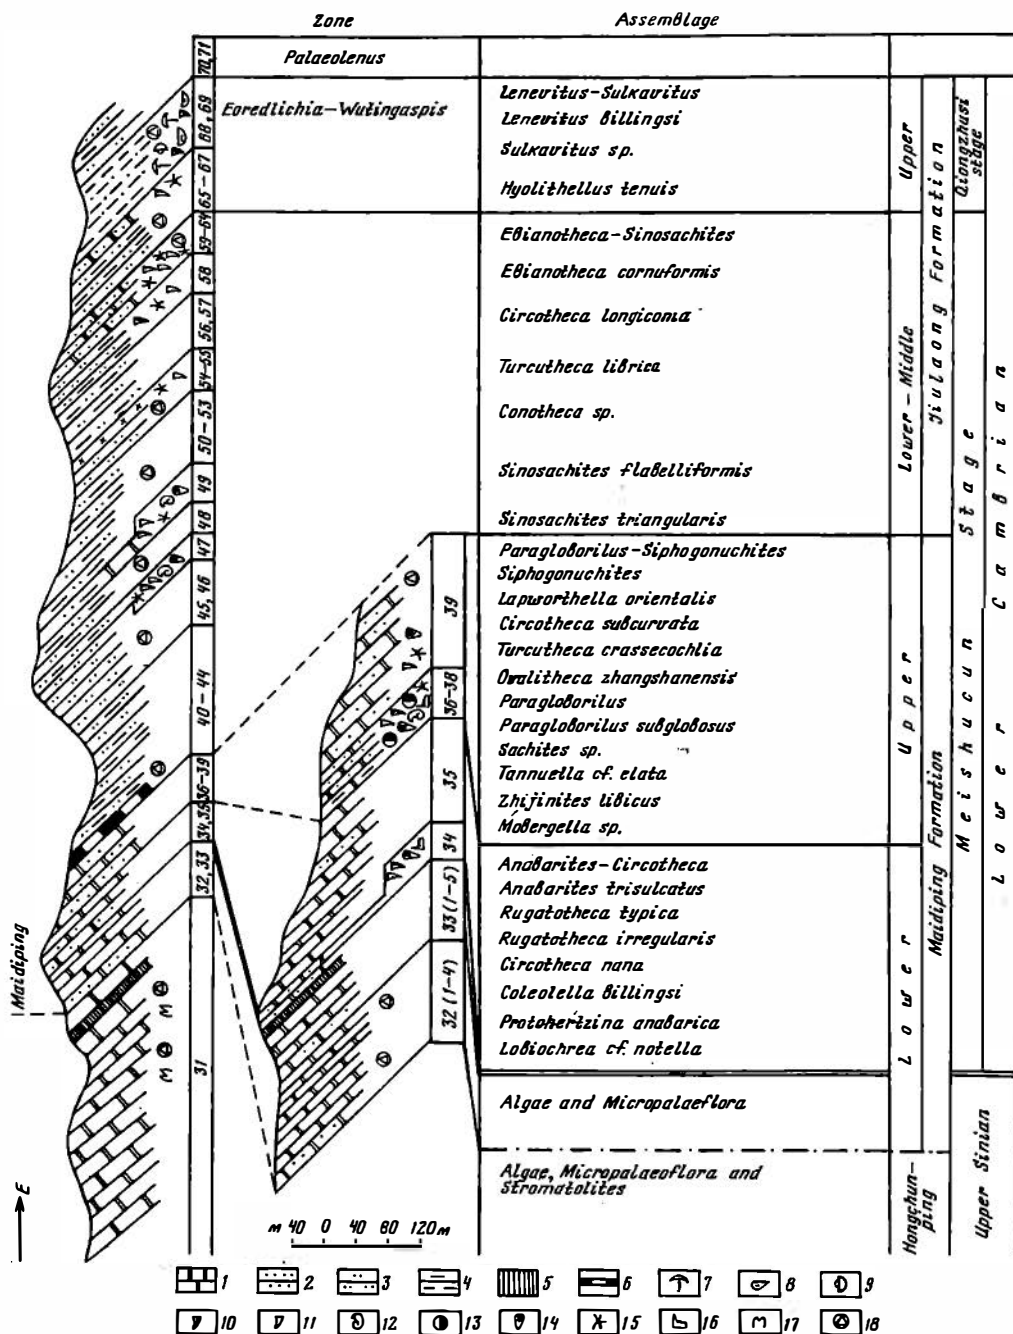 Zone
Assemblage
70,71
Palaeolenus
68,69
Eoredlichia–Wutingaspis
Lenevitus–Sulkavitus
Lenevitus billingsi
Sulkavitus sp.
Hyolithellus tenuis
65–67
59–64
58
56,57
54–55
50–53
49
48
47
45,46
40–44
36–39
34,35
32,33
31
Ebianotheca–Sinosachites
Ebianotheca cornuformis
Circotheca longiconia
Turcutheca librica
Conotheca sp.
Sinosachites flabelliformis
Sinosachites triangularis
39
36–38
35
34
33 (1–5)
32 (1–4)
Paragloborilus–Siphogonuchites
Siphogonuchites
Lapworthella orientalis
Circotheca subcurvata
Turcutheca crassecochlia
Ovalitheca zhangshanensis
Paragloborilus
Paragloborilus subglobosus
Sachites sp.
Tannuella cf. elata
Zhijinites libicus
Mobergella sp.
Anabarites–Circotheca
Anabarites trisulcatus
Rugatotheca typica
Rugatotheca irregularis
Circotheca nana
Coleolella billingsi
Protohertzina anabarica
Lobiochrea cf. notella
Algae and Micropalaeoflora
Algae, Micropalaeoflora and
Stromatolites
Upper
Lower – Middle
Upper
Lower
Jiulaong Formation
Maidiping Formation
Hongchun-
ping
Qiongzhusi
stage
Meishucun Stage
Lower Cambrian
Upper Sinian
Maidiping
E
м 40 0 40 80 120 м
1 2 3 4 5 6 7 8 9
10 11 12 13 14 15 16 17 18